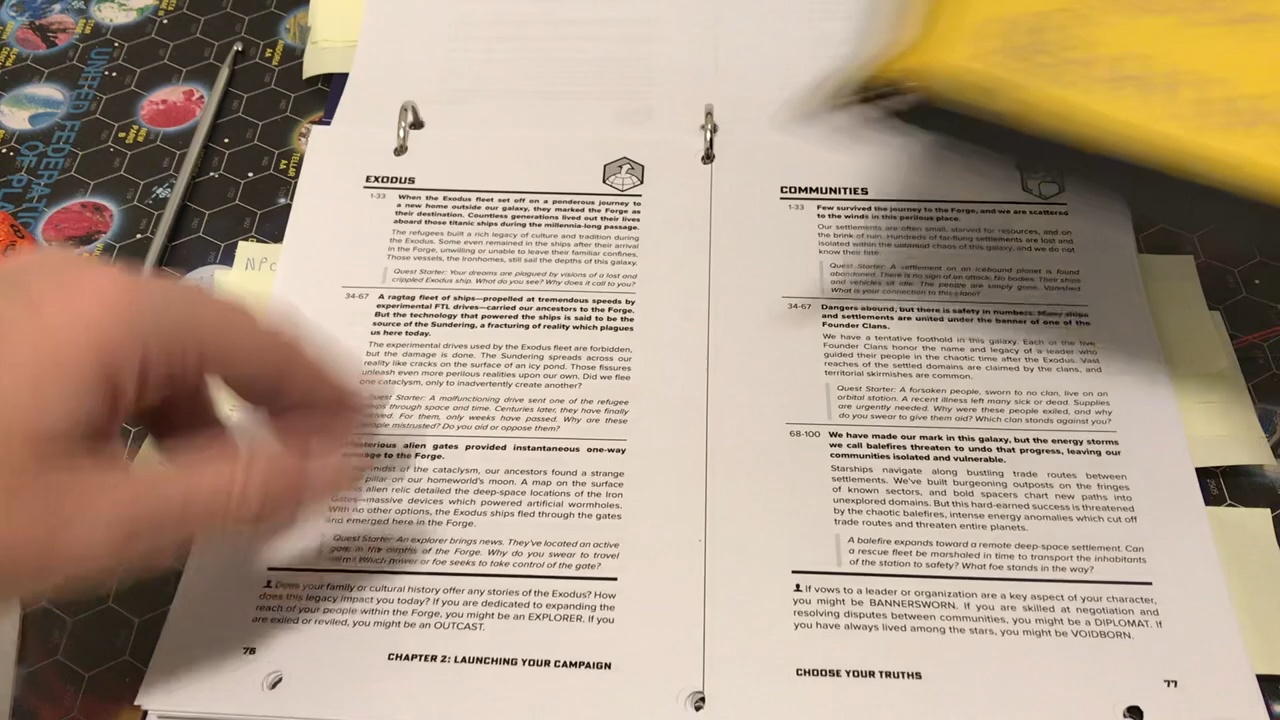 UNITED FEDERATION
OF PLA
NEW PARIS
TELLAR
NPC
EXODUS
1-33 When the Exodus fleet set off on a ponderous journey to
a new home outside our galaxy, they marked the Forge as
their destination. Countless generations lived out their lives
aboard those titanic ships during the millennia-long passage.
The refugees built a rich legacy of culture and tradition during
the Exodus. Some even remained in the ships after their arrival
in the Forge, unwilling or unable to leave their familiar confines.
Those vessels, the Ironhomes, still sail the depths of this galaxy.
Quest Starter: Your dreams are plagued by visions of a lost and
crippled Exodus ship. What do you see? Why does it call to you?
34-67 A ragtag fleet of ships—propelled at tremendous speeds by
experimental FTL drives—carried our ancestors to the Forge.
But the technology that powered the ships is said to be the
source of the Sundering, a fracturing of reality which plagues
us here today.
The experimental drives used by the Exodus fleet are forbidden,
but the damage is done. The Sundering spreads across our
reality like cracks on the surface of an icy pond. Those fissures
unleash even more perilous realities upon our own. Did we flee
one cataclysm, only to inadvertently create another?
Quest Starter: A malfunctioning drive sent one of the refugee
ships through space and time. Centuries later, they have finally
arrived. For them, only weeks have passed. Why are these
people mistrusted? Do you aid or oppose them?
Mysterious alien gates provided instantaneous one-way
passage to the Forge.
midst of the cataclysm, our ancestors found a strange
pillar on our homeworld's moon. A map on the surface
alien relic detailed the deep-space locations of the Iron
Gates—massive devices which powered artificial wormholes.
With no other options, the Exodus ships fled through the gates
and emerged here in the Forge.
Quest Starter: An explorer brings news. They've located an active
gate in the depths of the Forge. Why do you swear to travel
Which power or foe seeks to take control of the gate?
Does your family or cultural history offer any stories of the Exodus? How
does this legacy impact you today? If you are dedicated to expanding the
reach of your people within the Forge, you might be an EXPLORER. If you
are exiled or reviled, you might be an OUTCAST.
76 CHAPTER 2: LAUNCHING YOUR CAMPAIGN
COMMUNITIES
1-33 Few survived the journey to the Forge, and we are scattered
to the winds in this perilous place.
Our settlements are often small, starved for resources, and on
the brink of ruin. Hundreds of far-flung settlements are lost and
isolated within the untamed chaos of this galaxy, and we do not
know their fate.
Quest Starter: A settlement on an icebound planet is found
abandoned. There is no sign of an attack. No bodies. Their ships
and vehicles sit idle. The people are simply gone. Vanished.
What is your connection to this place?
34-67 Dangers abound, but there is safety in numbers. Many ships
and settlements are united under the banner of one of the
Founder Clans.
We have a tentative foothold in this galaxy. Each of the five
Founder Clans honor the name and legacy of a leader who
guided their people in the chaotic time after the Exodus. Vast
reaches of the settled domains are claimed by the clans, and
territorial skirmishes are common.
Quest Starter: A forsaken people, sworn to no clan, live on an
orbital station. A recent illness left many sick or dead. Supplies
are urgently needed. Why were these people exiled, and why
do you swear to give them aid? Which clan stands against you?
68-100 We have made our mark in this galaxy, but the energy storms
we call balefires threaten to undo that progress, leaving our
communities isolated and vulnerable.
Starships navigate along bustling trade routes between
settlements. We've built burgeoning outposts on the fringes
of known sectors, and bold spacers chart new paths into
unexplored domains. But this hard-earned success is threatened
by the chaotic balefires, intense energy anomalies which cut off
trade routes and threaten entire planets.
A balefire expands toward a remote deep-space settlement. Can
a rescue fleet be marshaled in time to transport the inhabitants
of the station to safety? What foe stands in the way?
If vows to a leader or organization are a key aspect of your character,
you might be BANNERSWORN. If you are skilled at negotiation and
resolving disputes between communities, you might be a DIPLOMAT. If
you have always lived among the stars, you might be VOIDBORN.
CHOOSE YOUR TRUTHS 77